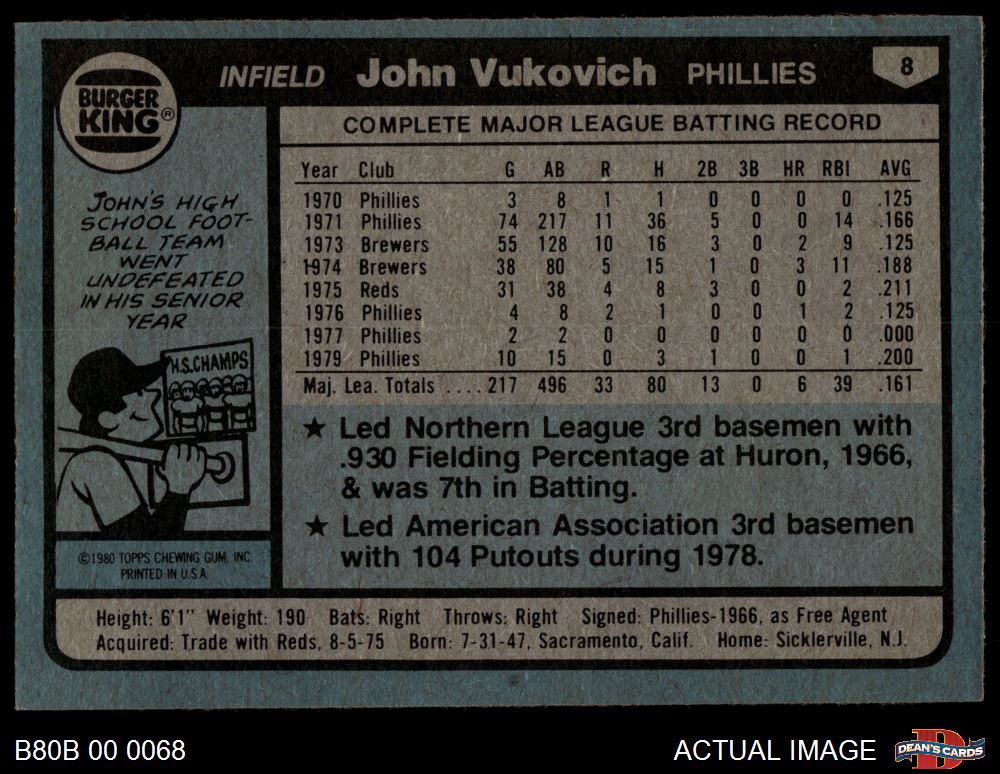 BURGER
KING®
INFIELD John Vukovich PHILLIES 8
JOHN'S HIGH
SCHOOL FOOT-
BALL TEAM
WENT
UNDEFEATED
IN HIS SENIOR
YEAR
H.S. CHAMPS
©1980 TOPPS CHEWING GUM, INC.
PRINTED IN U.S.A.
COMPLETE MAJOR LEAGUE BATTING RECORD
Year Club G AB R H 2B 3B HR RBI AVG
1970 Phillies 3 8 1 1 0 0 0 0 .125
1971 Phillies 74 217 11 36 5 0 0 14 .166
1973 Brewers 55 128 10 16 3 0 2 9 .125
1974 Brewers 38 80 5 15 1 0 3 11 .188
1975 Reds 31 38 4 8 3 0 0 2 .211
1976 Phillies 4 8 2 1 0 0 1 2 .125
1977 Phillies 2 2 0 0 0 0 0 0 .000
1979 Phillies 10 15 0 3 1 0 0 1 .200
Maj. Lea. Totals ....217 496 33 80 13 0 6 39 .161
★ Led Northern League 3rd basemen with
.930 Fielding Percentage at Huron, 1966,
& was 7th in Batting.
★ Led American Association 3rd basemen
with 104 Putouts during 1978.
Height: 6'1" Weight: 190 Bats: Right Throws: Right Signed: Phillies-1966, as Free Agent
Acquired: Trade with Reds, 8-5-75 Born: 7-31-47, Sacramento, Calif. Home: Sicklerville, N.J.
B80B 00 0068
ACTUAL IMAGE
D
DEAN'S CARDS